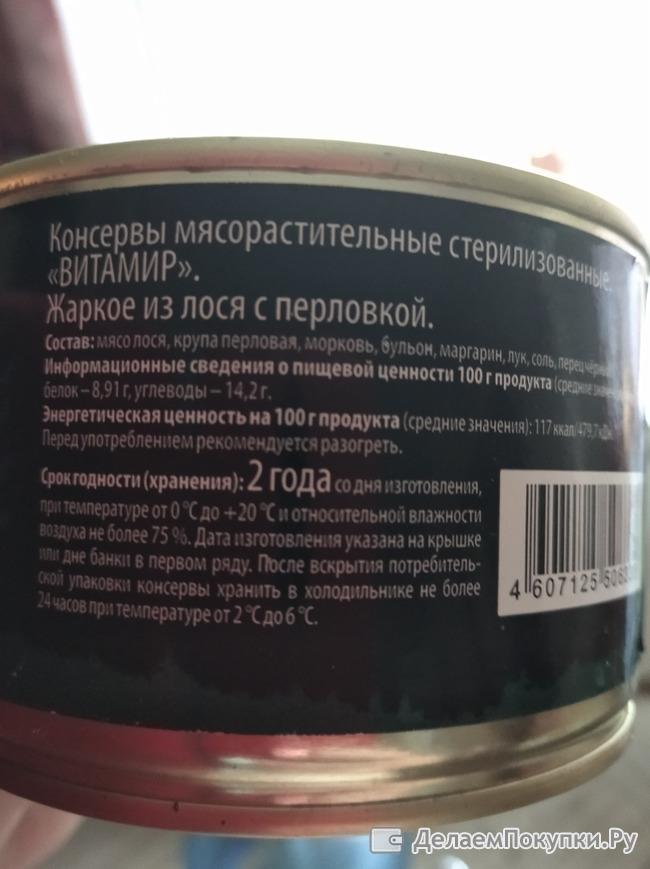 Консервы мясорастительные стерилизованные.
«ВИТАМИР».
Жаркое из лося с перловкой.
Состав: мясо лося, крупа перловая, морковь, бульон, маргарин, лук, соль, перец чёрный
Информационные сведения о пищевой ценности 100 г продукта (средние
белок – 8,91 г, углеводы – 14,2 г.
Энергетическая ценность на 100 г продукта (средние значения): 117 ккал/479,7 кДж.
Перед употреблением рекомендуется разогреть.
Срок годности (хранения): 2 года со дня изготовления,
при температуре от 0 °С до +20 °С и относительной влажности
воздуха не более 75 %. Дата изготовления указана на крышке
или дне банки в первом ряду. После вскрытия потребитель-
ской упаковки консервы хранить в холодильнике не более
24 часов при температуре от 2 °С до 6 °С.
4 607125
ДелаемПокупки.Ру